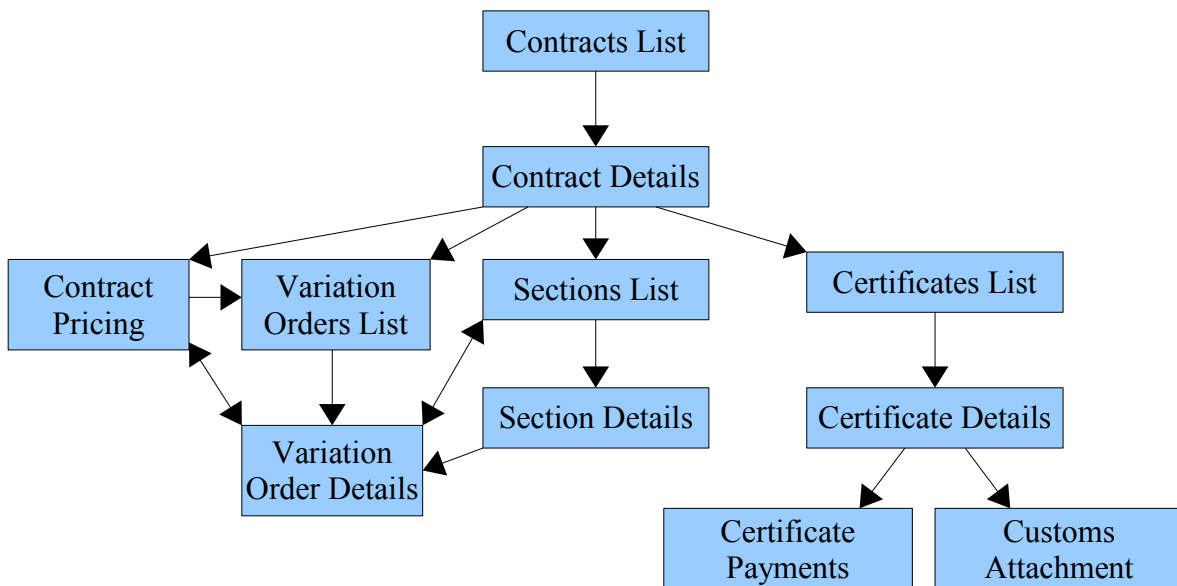 Contracts List
Contract Details
Contract
Pricing
Variation
Orders List
Sections List
Certificates List
Section Details
Certificate Details
Variation
Order Details
Certificate
Payments
Customs
Attachment